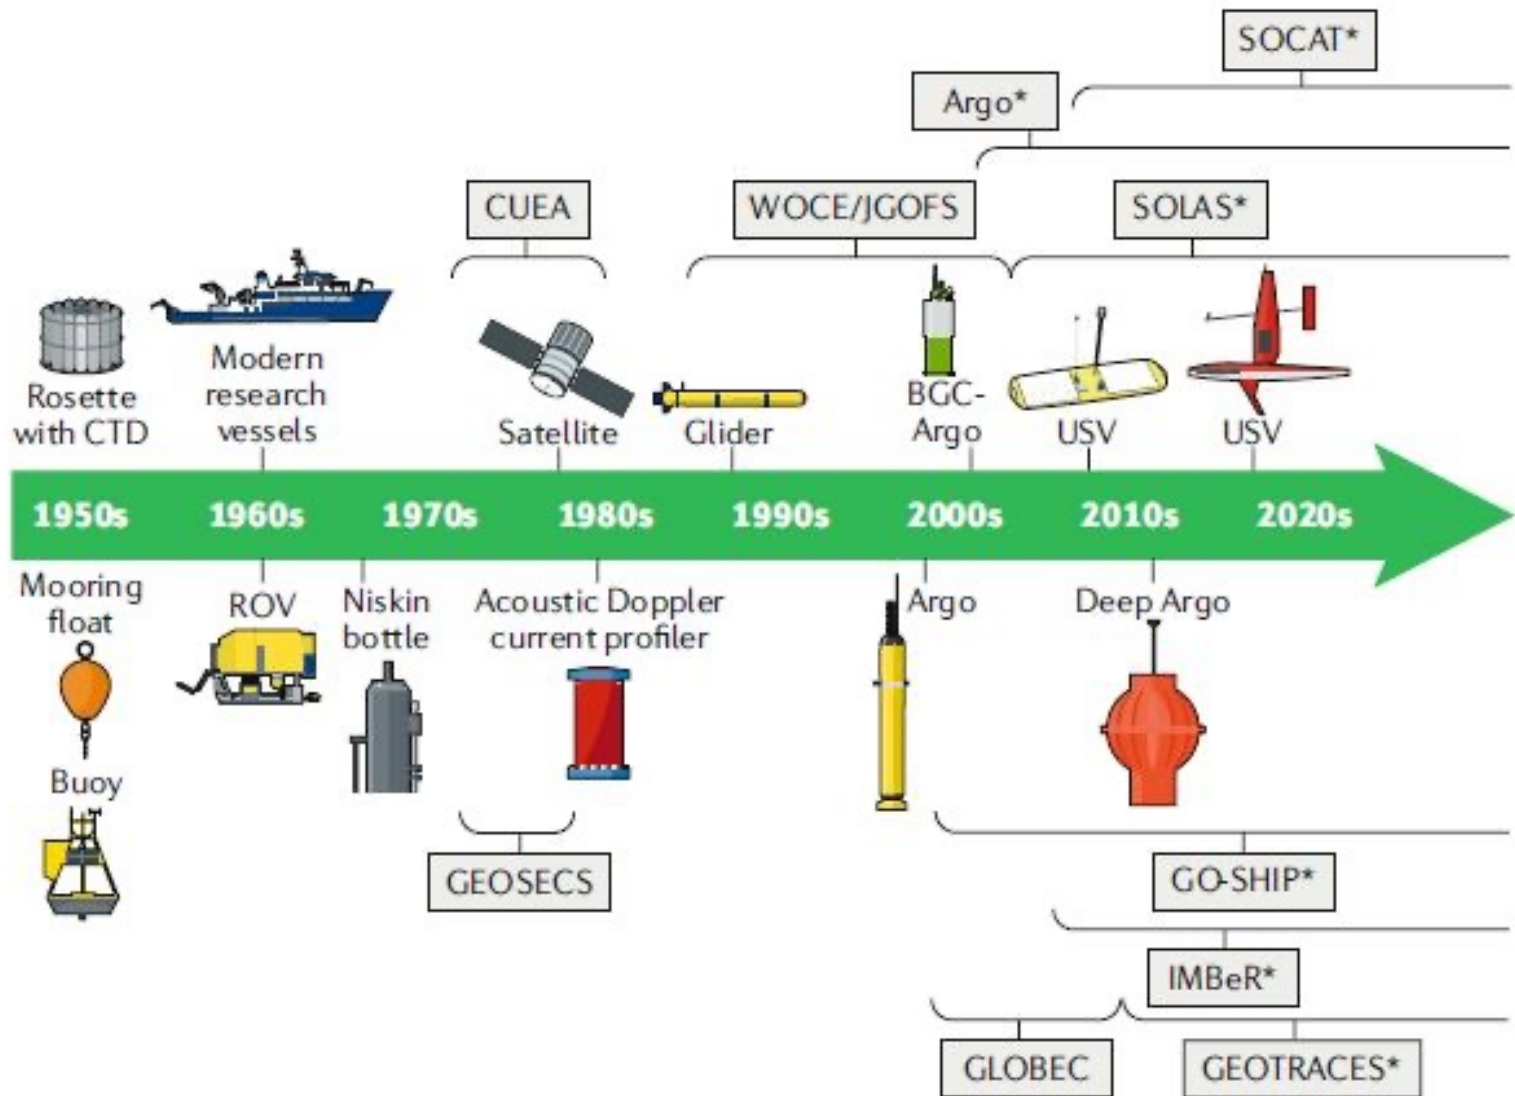 SOCAT*
Argo*
CUEA
WOCE/JGOFS
SOLAS*
Rosette
with CTD
Modern
research
vessels
Satellite
Glider
BGC-
Argo
USV
USV
1950s
1960s
1970s
1980s
1990s
2000s
2010s
2020s
Mooring
float
Buoy
ROV
Niskin
bottle
Acoustic Doppler
current profiler
Argo
Deep Argo
GEOSECS
GO-SHIP*
IMBeR*
GLOBEC
GEOTRACES*